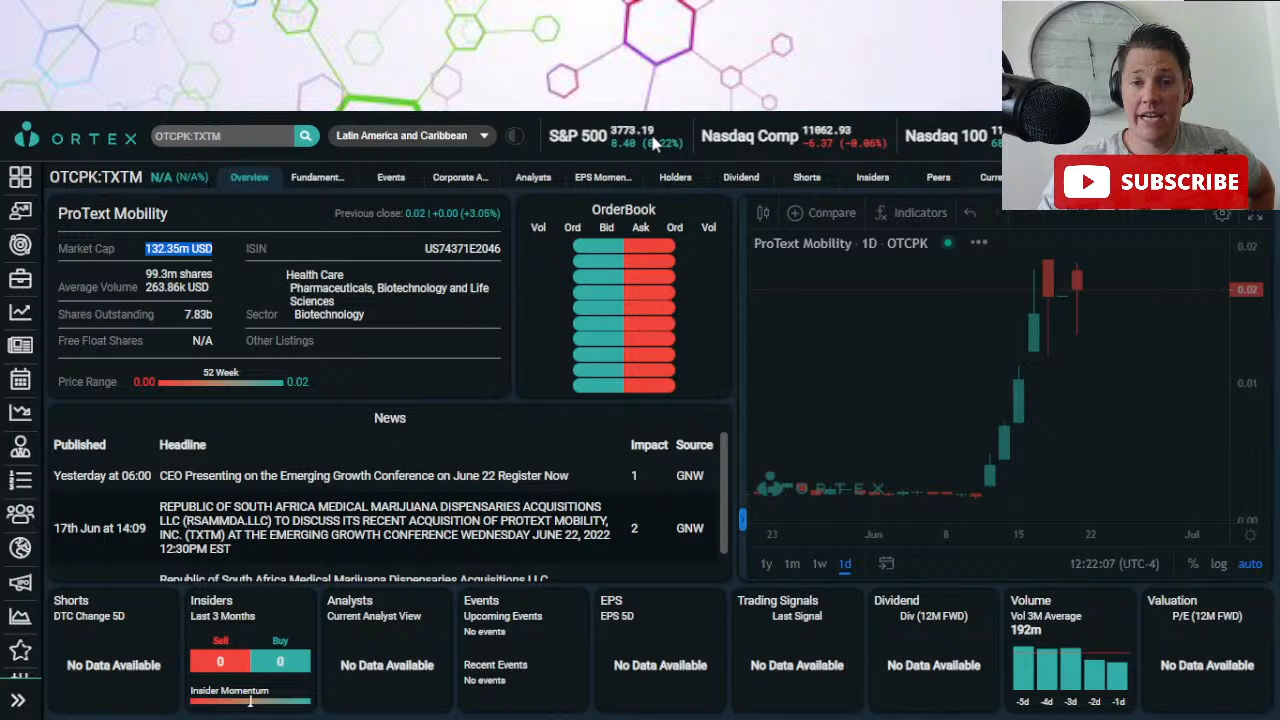 ORTEX
OTCPK:TXTM
Latin America and Caribbean
S&P 500 3773.19
8.40
Nasdaq Comp 11062.93
-6.37 (-0.06%)
Nasdaq 100
SUBSCRIBE
OTCPK:TXTM N/A (N/A%)
Overview Fundament... Events Corporate A... Analysts EPS Momen... Holders Dividend Shorts Insiders Peers
ProText Mobility
Previous close: 0.02 | +0.00 (+3.05%)
Market Cap 132.35m USD
ISIN US74371E2046
Average Volume 99.3m shares
263.86k USD
Shares Outstanding 7.83b
Free Float Shares N/A
Sector Health Care
Pharmaceuticals, Biotechnology and Life
Sciences
Biotechnology
Other Listings
52 Week
Price Range 0.00 0.02
OrderBook
Vol Ord Bid Ask Ord Vol
Compare Indicators
ProText Mobility · 1D · OTCPK
0.02
0.02
0.01
0.00
ORTEX
23 Jun 8 15 22 Jul
1y 1m 1w 1d 12:22:07 (UTC-4) % log auto
News
Published Headline Impact Source
Yesterday at 06:00 CEO Presenting on the Emerging Growth Conference on June 22 Register Now 1 GNW
17th Jun at 14:09 REPUBLIC OF SOUTH AFRICA MEDICAL MARIJUANA DISPENSARIES ACQUISITIONS
LLC (RSAMMDA.LLC) TO DISCUSS ITS RECENT ACQUISITION OF PROTEXT MOBILITY,
INC. (TXTM) AT THE EMERGING GROWTH CONFERENCE WEDNESDAY JUNE 22, 2022
12:30PM EST 2 GNW
Republic of South Africa Medical Marijuana Dispensaries Acquisitions LLC
Shorts
DTC Change 5D
No Data Available
Insiders
Last 3 Months
Sell Buy
0 0
Insider Momentum
Analysts
Current Analyst View
No Data Available
Events
Upcoming Events
No events
Recent Events
No events
EPS
EPS 5D
No Data Available
Trading Signals
Last Signal
No Data Available
Dividend
Div (12M FWD)
No Data Available
Volume
Vol 3M Average
192m
-5d -4d -3d -2d -1d
Valuation
P/E (12M FWD)
No Data Available